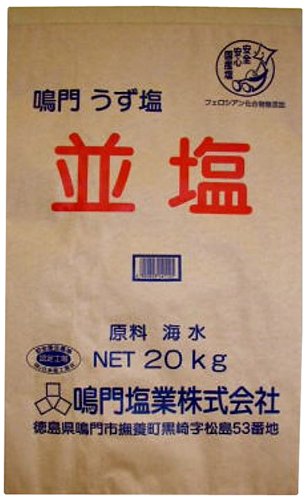 安全
安心
国産塩
フェロシアン化合物無添加
鳴門 うず塩
並塩
原料 海水
認定工場
NET 20kg
鳴門塩業株式会社
徳島県鳴門市撫養町黒崎字松島53番地